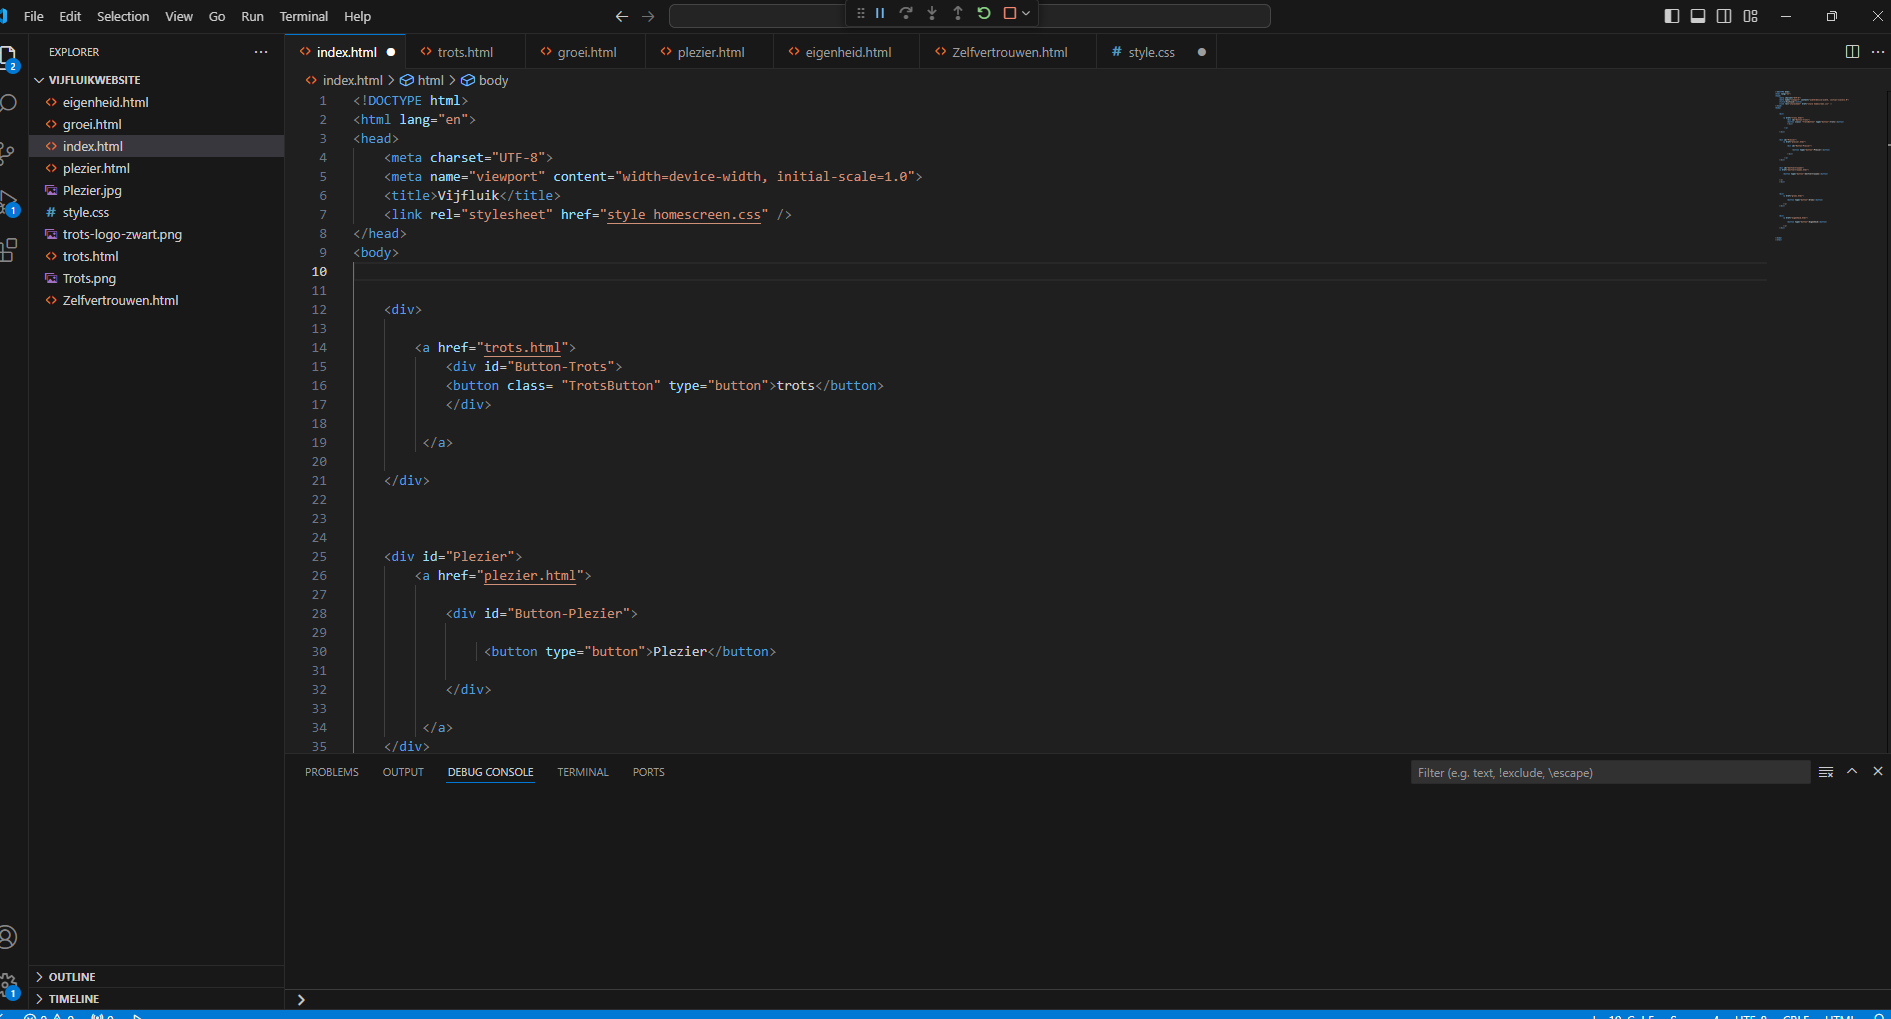 File Edit Selection View Go Run Terminal Help
EXPLORER
2
VIJFLUIKWEBSITE
eigenheid.html
groei.html
index.html
plezier.html
Plezier.jpg
style.css
trots-logo-zwart.png
trots.html
Trots.png
Zelfvertrouwen.html
1
OUTLINE
TIMELINE
1
index.html trots.html groei.html plezier.html eigenheid.html Zelfvertrouwen.html style.css
index.html > html > body
1 <!DOCTYPE html>
2 <html lang="en">
3 <head>
4 <meta charset="UTF-8">
5 <meta name="viewport" content="width=device-width, initial-scale=1.0">
6 <title>Vijfluik</title>
7 <link rel="stylesheet" href="style homescreen.css" />
8 </head>
9 <body>
10
11
12 <div>
13
14 <a href="trots.html">
15 <div id="Button-Trots">
16 <button class= "TrotsButton" type="button">trots</button>
17 </div>
18
19 </a>
20
21 </div>
22
23
24
25 <div id="Plezier">
26 <a href="plezier.html">
27
28 <div id="Button-Plezier">
29
30 <button type="button">Plezier</button>
31
32 </div>
33
34 </a>
35 </div>
PROBLEMS OUTPUT DEBUG CONSOLE TERMINAL PORTS
Filter (e.g. text, !exclude, \escape)